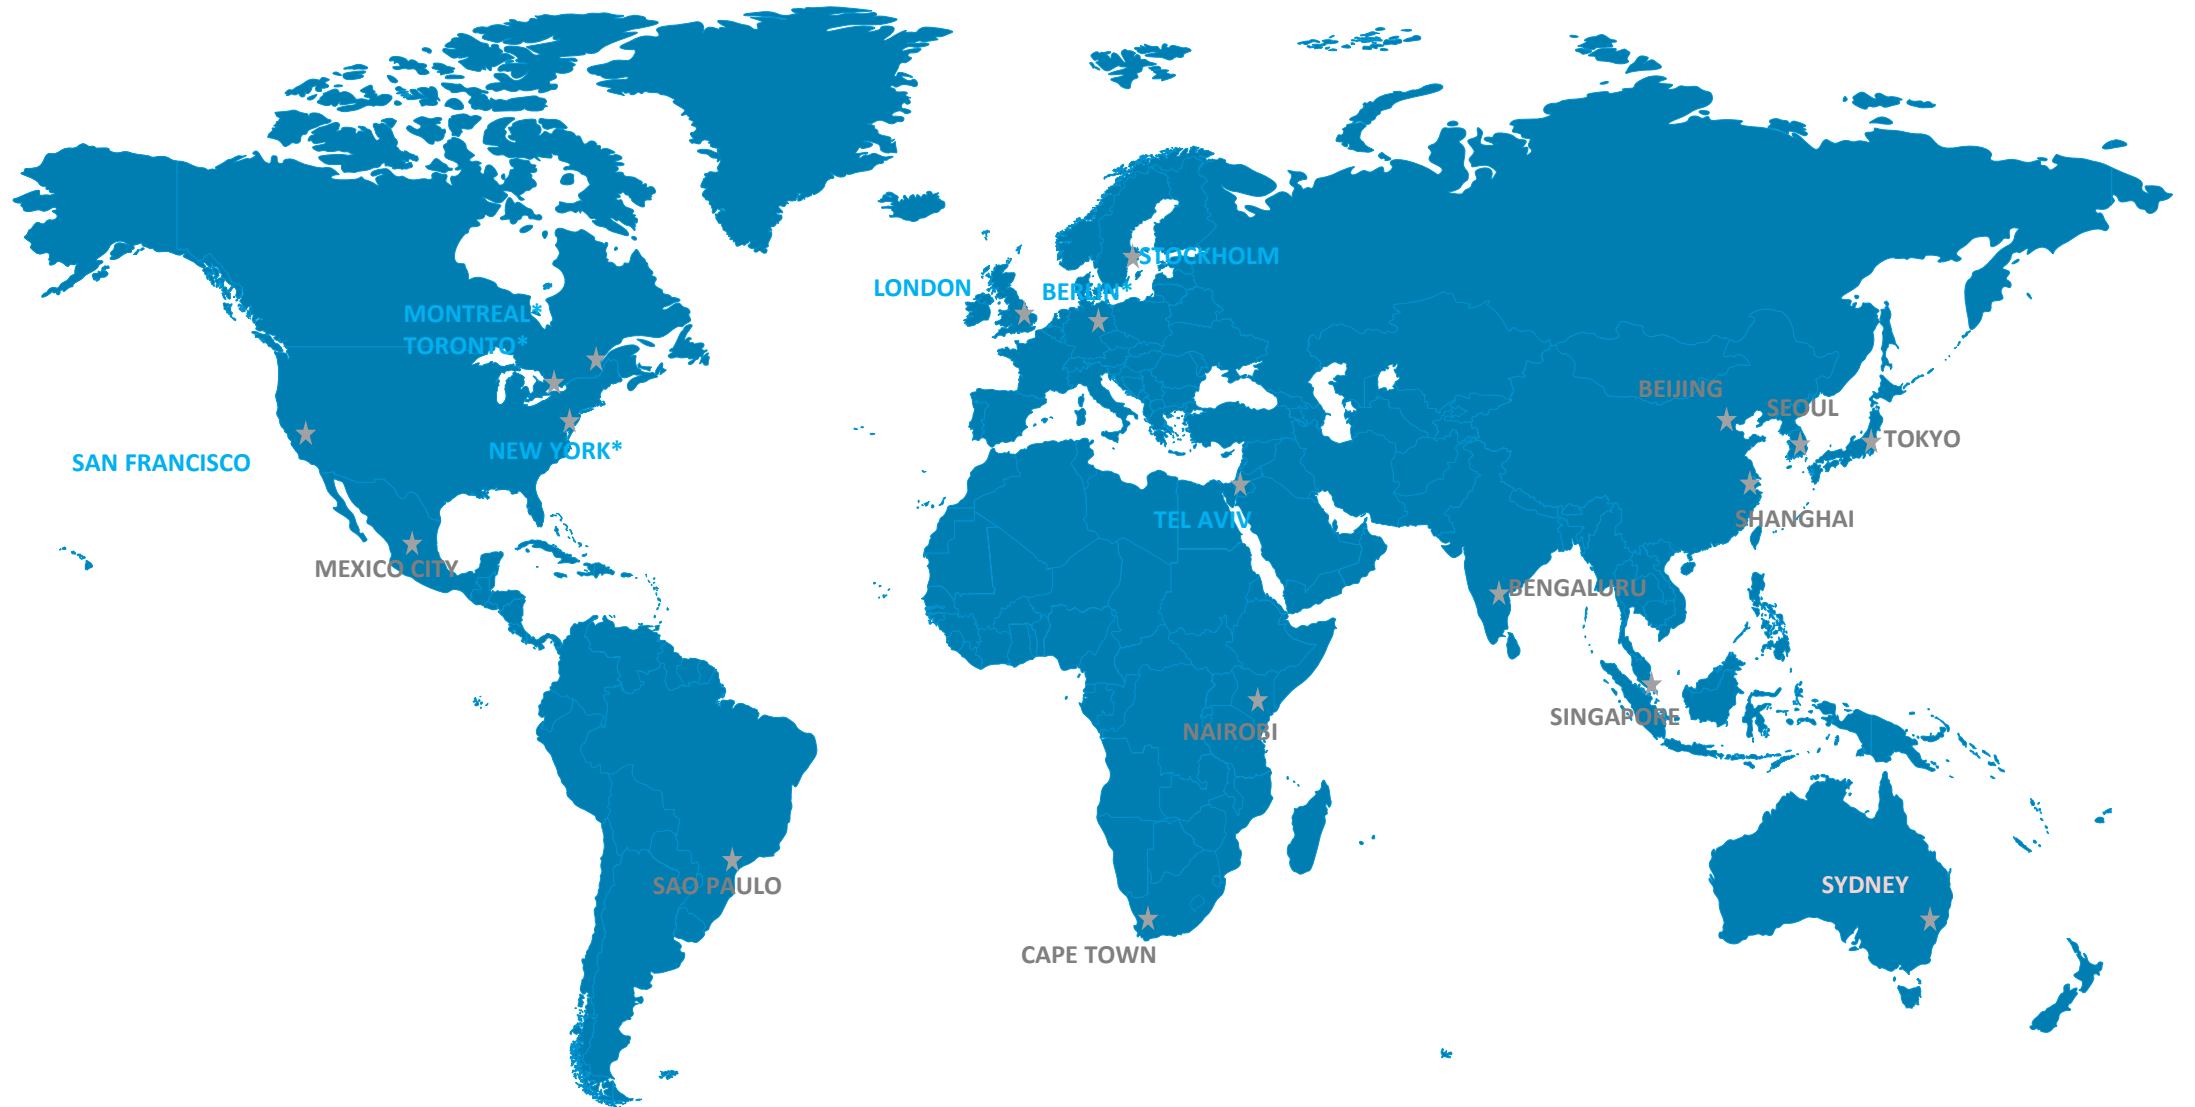 STOCKHOLM
LONDON
BERLIN*
MONTREAL*
TORONTO*
BEIJING
SEOUL
TOKYO
NEW YORK*
SAN FRANCISCO
TEL AVIV
SHANGHAI
MEXICO CITY
BENGALURU
SINGAPORE
NAIROBI
SAO PAULO
SYDNEY
CAPE TOWN